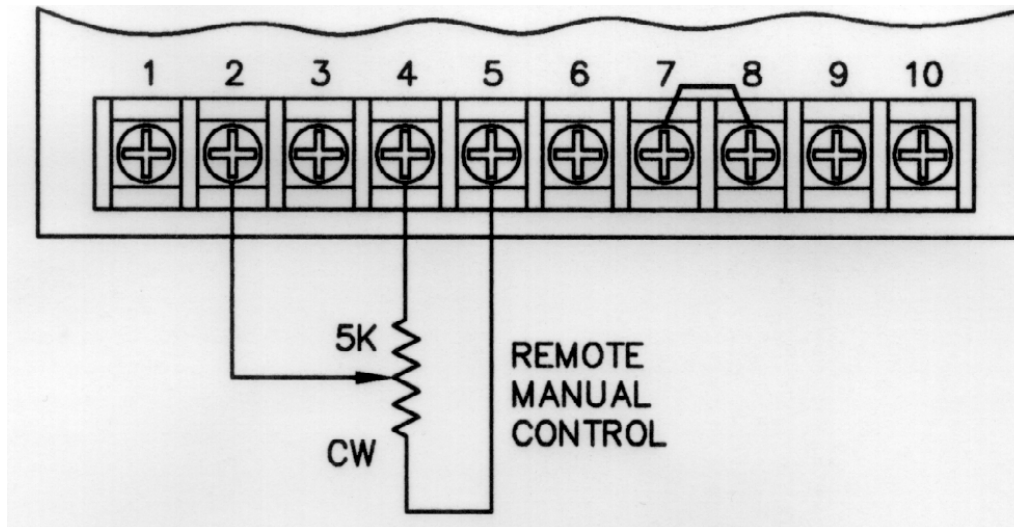 1 2 3 4 5 6 7 8 9 10
5K
REMOTE
MANUAL
CONTROL
CW